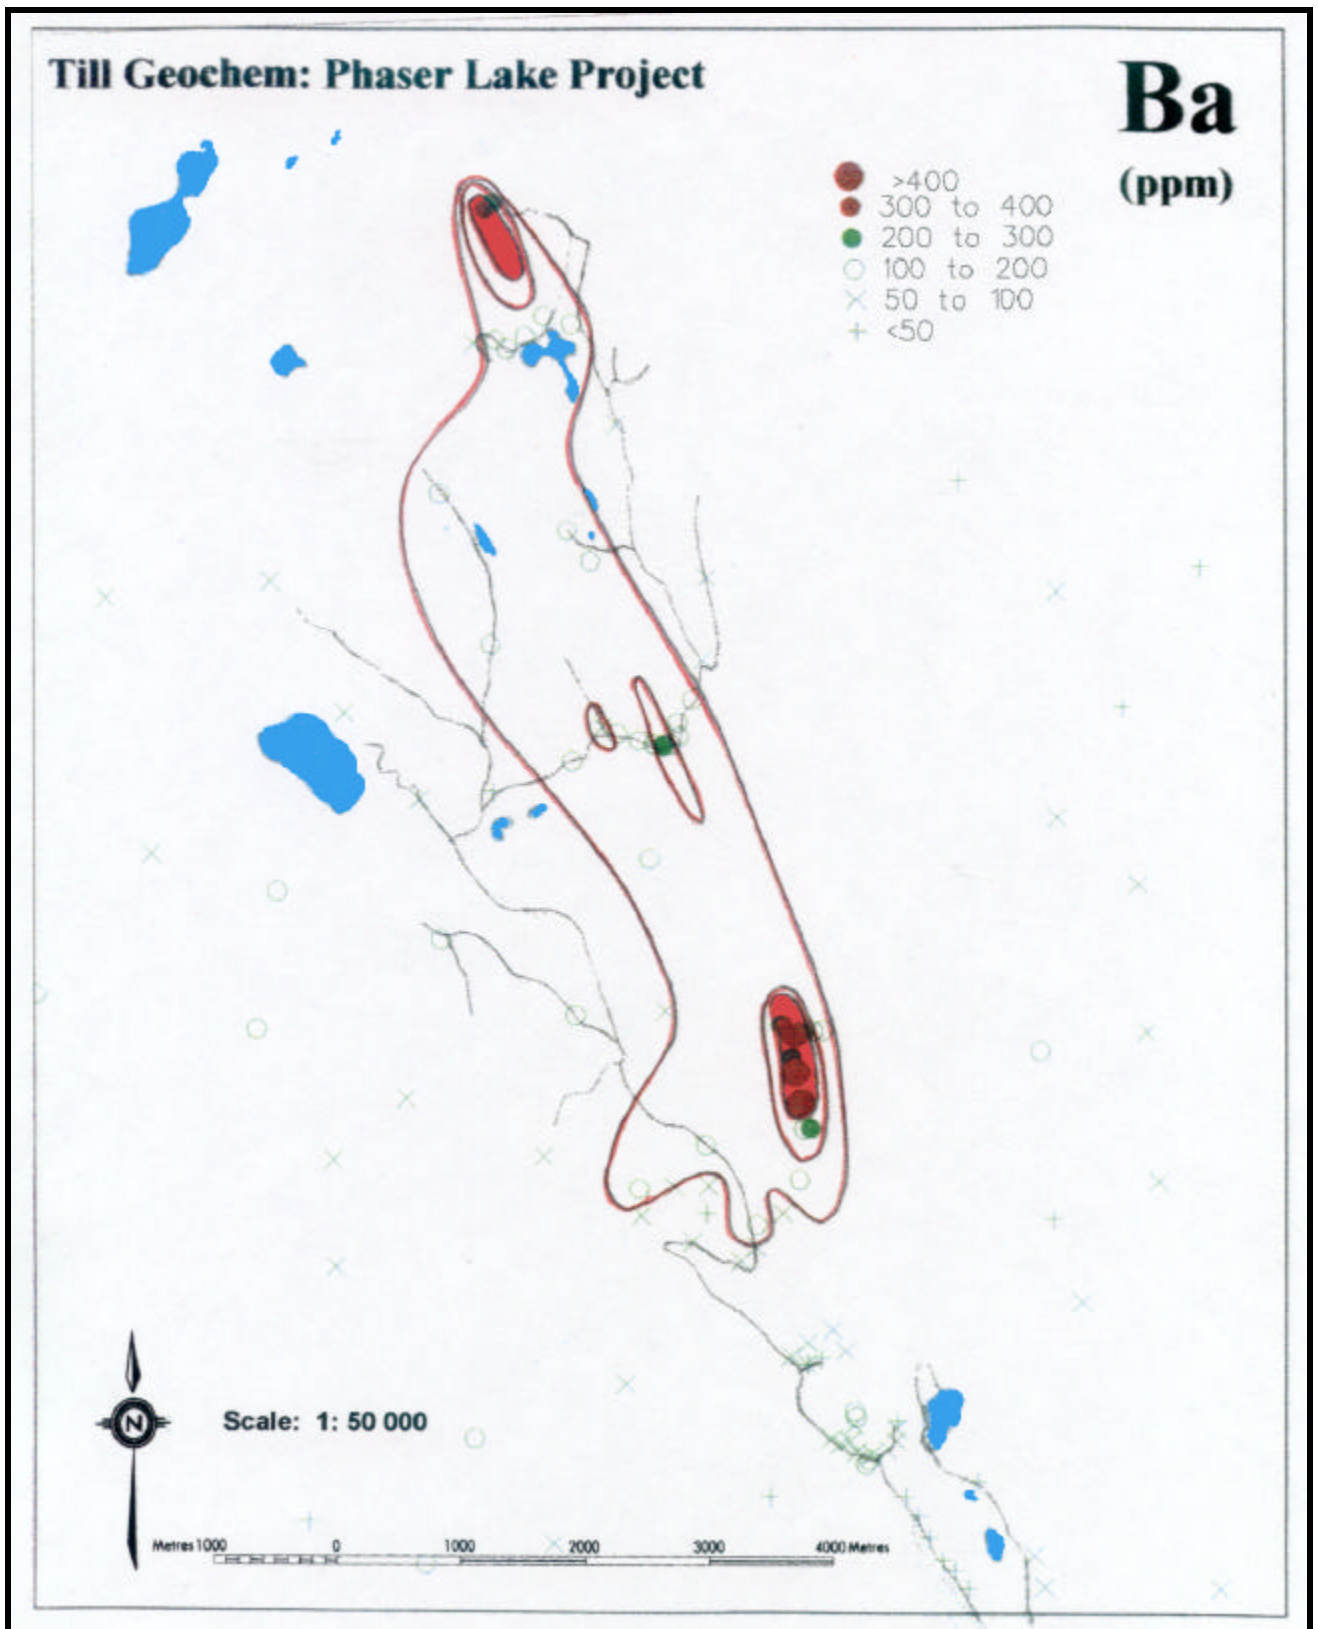 Till Geochem: Phaser Lake Project
Ba
(ppm)
>400
300 to 400
200 to 300
100 to 200
50 to 100
<50
N
Scale: 1: 50 000
Metres 1000 0 1000 2000 3000 4000 Metres